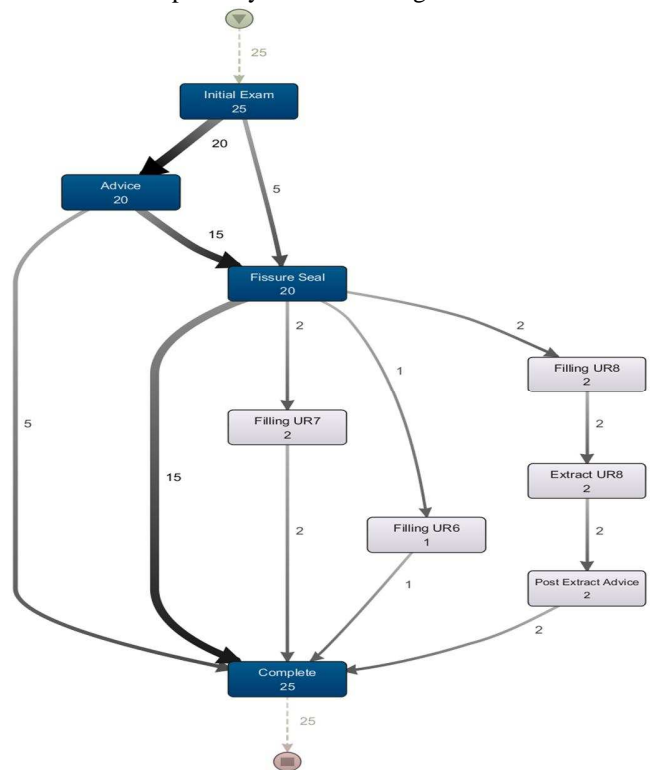 25
Initial Exam
25
20
5
Advice
20
15
Fissure Seal
20
2
1
2
Filling UR8
2
5
15
Filling UR7
2
2
Extract UR8
2
2
Filling UR6
1
2
1
Post Extract Advice
2
2
Complete
25
25